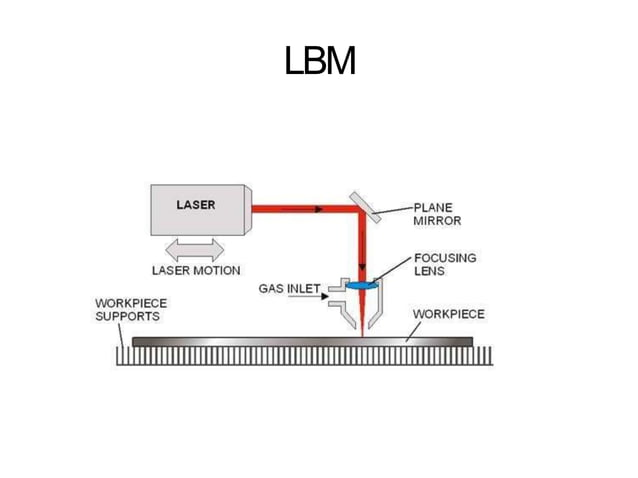 LBM
LASER
PLANE
MIRROR
LASER MOTION
FOCUSING
LENS
GAS INLET
WORKPIECE
SUPPORTS
WORKPIECE